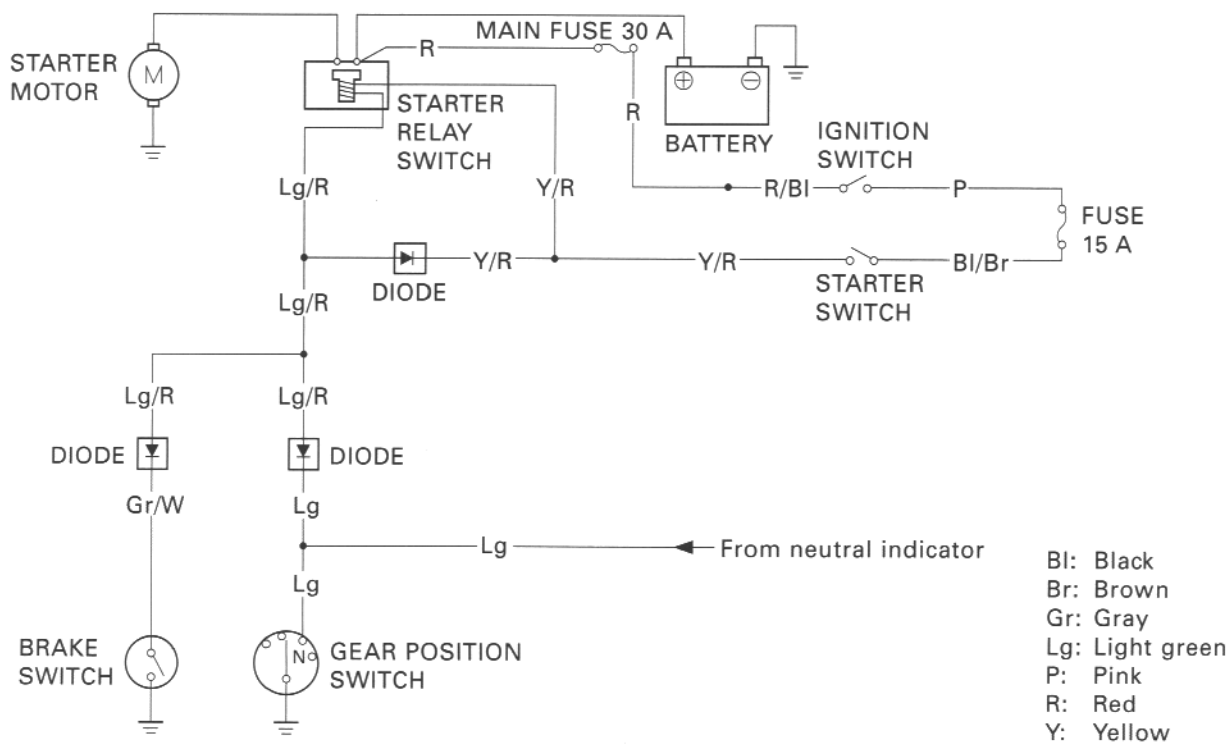 MAIN FUSE 30 A
R
STARTER
MOTOR
M
STARTER
RELAY
SWITCH
R
BATTERY
IGNITION
SWITCH
Lg/R
Y/R
R/Bl
P
FUSE
15 A
Y/R
Y/R
Bl/Br
DIODE
STARTER
SWITCH
Lg/R
Lg/R
Lg/R
DIODE
DIODE
Gr/W
Lg
Lg
From neutral indicator
Lg
BRAKE
SWITCH
N
GEAR POSITION
SWITCH
Bl: Black
Br: Brown
Gr: Gray
Lg: Light green
P: Pink
R: Red
Y: Yellow